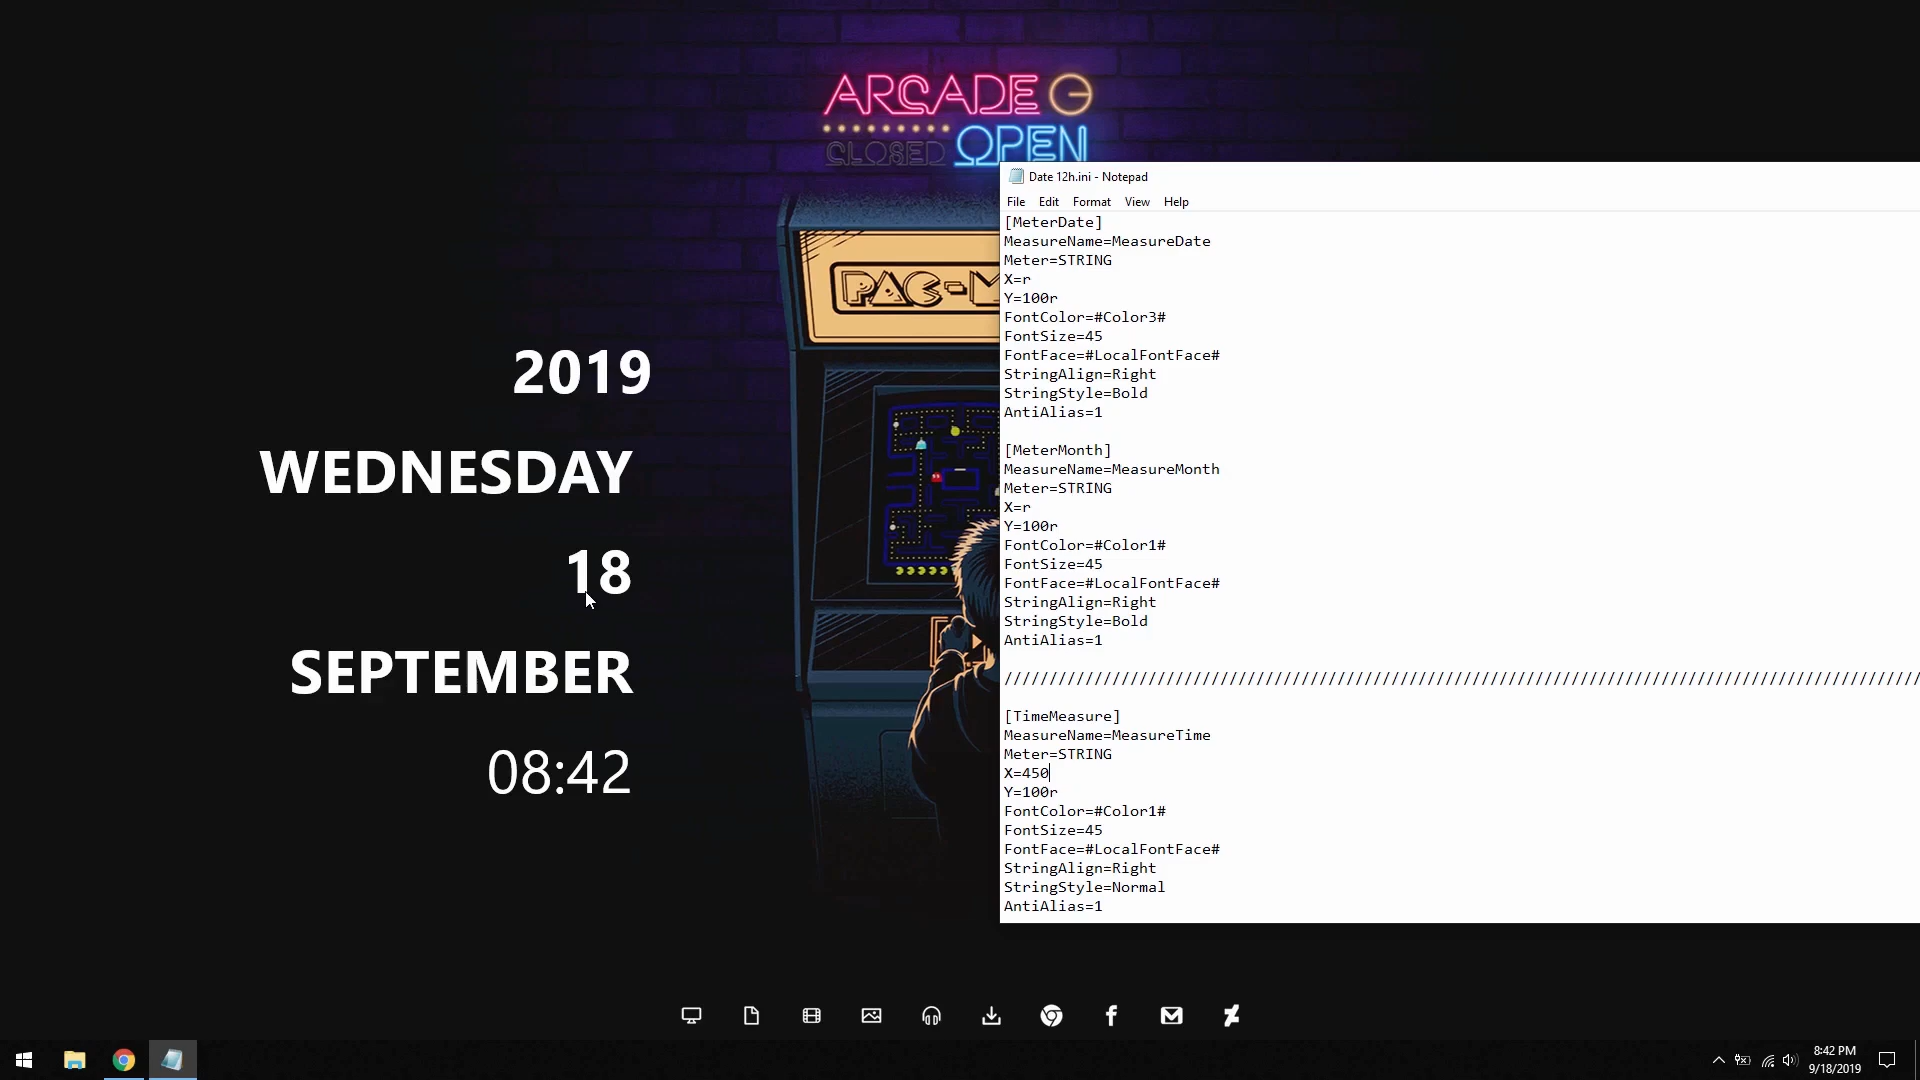 ARCADE
CLOSED OPEN
PAC-M
2019
WEDNESDAY
18
SEPTEMBER
08:42
Date 12h.ini - Notepad
File Edit Format View Help
[MeterDate]
MeasureName=MeasureDate
Meter=STRING
X=r
Y=100r
FontColor=#Color3#
FontSize=45
FontFace=#LocalFontFace#
StringAlign=Right
StringStyle=Bold
AntiAlias=1
[MeterMonth]
MeasureName=MeasureMonth
Meter=STRING
X=r
Y=100r
FontColor=#Color1#
FontSize=45
FontFace=#LocalFontFace#
StringAlign=Right
StringStyle=Bold
AntiAlias=1
//////////////////////////////////////////////////////////////////////////////////////////////////////
[TimeMeasure]
MeasureName=MeasureTime
Meter=STRING
X=450
Y=100r
FontColor=#Color1#
FontSize=45
FontFace=#LocalFontFace#
StringAlign=Right
StringStyle=Normal
AntiAlias=1
8:42 PM
9/18/2019